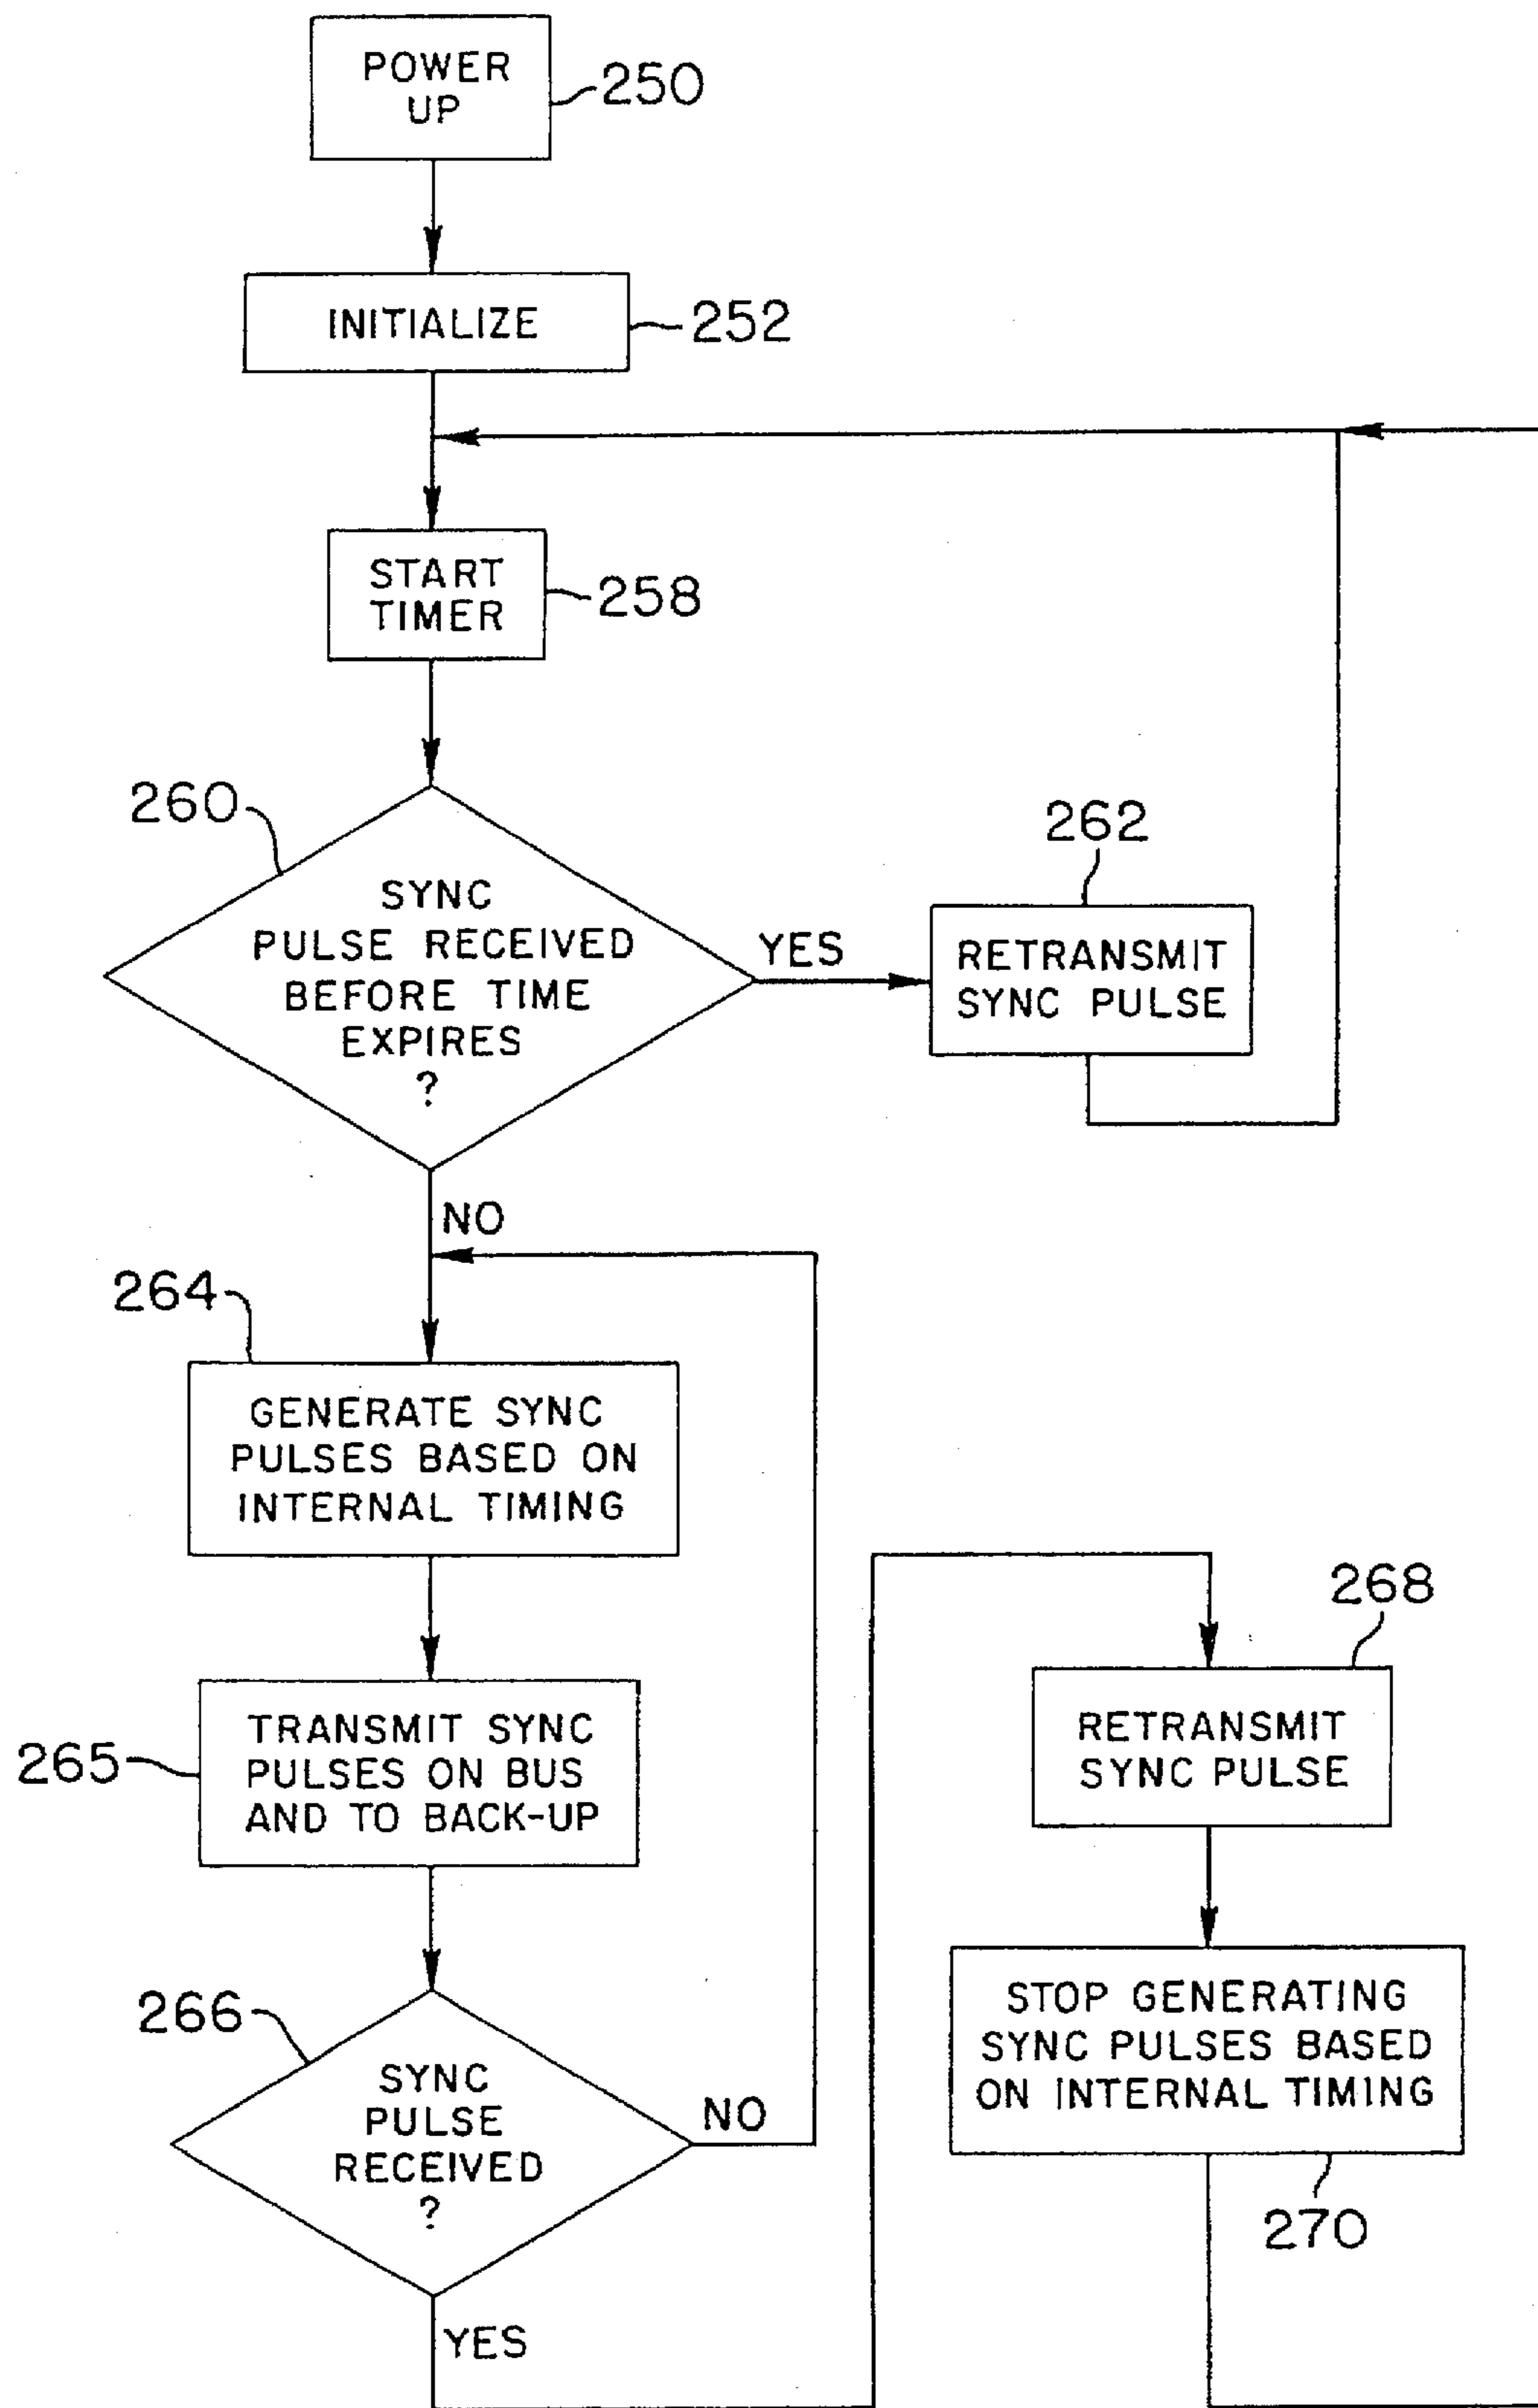 POWER
UP
250
INITIALIZE
252
START
TIMER
258
260
SYNC
PULSE RECEIVED
BEFORE TIME
EXPIRES
?
YES
262
RETRANSMIT
SYNC PULSE
NO
264
GENERATE SYNC
PULSES BASED ON
INTERNAL TIMING
265
TRANSMIT SYNC
PULSES ON BUS
AND TO BACK-UP
266
SYNC
PULSE
RECEIVED
?
NO
YES
268
RETRANSMIT
SYNC PULSE
STOP GENERATING
SYNC PULSES BASED
ON INTERNAL TIMING
270